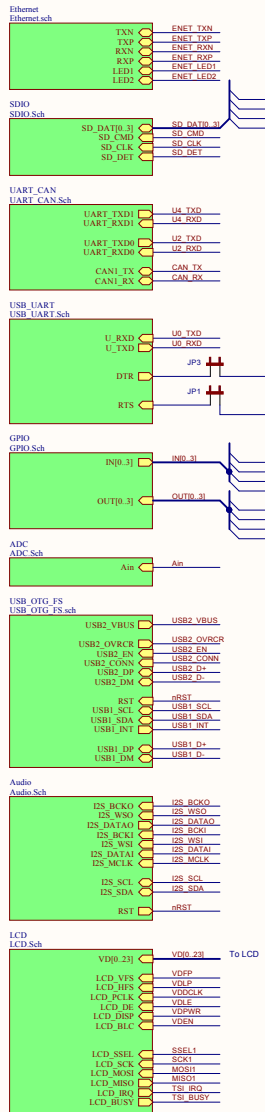 Ethernet
Ethernet.sch
TXN ENET_TXN
TXP ENET_TXP
RXN ENET_RXN
RXP ENET_RXP
LED1 ENET_LED1
LED2 ENET_LED2
SDIO
SDIO.Sch
SD_DAT[0..3] SD_DAT[0..3]
SD_CMD SD_CMD
SD_CLK SD_CLK
SD_DET SD_DET
UART_CAN
UART_CAN.Sch
UART_TXD1 U4_TXD
UART_RXD1 U4_RXD
UART_TXD0 U2_TXD
UART_RXD0 U2_RXD
CAN1_TX CAN_TX
CAN1_RX CAN_RX
USB_UART
USB_UART.Sch
U_RXD U0_TXD
U_TXD U0_RXD
JP3
DTR
JP1
RTS
GPIO
GPIO.Sch
IN[0..3] IN[0..3]
OUT[0..3] OUT[0..3]
ADC
ADC.Sch
Ain Ain
USB_OTG_FS
USB_OTG_FS.sch
USB2_VBUS USB2_VBUS
USB2_OVRCR USB2_OVRCR
USB2_EN USB2_EN
USB2_CONN USB2_CONN
USB2_DP USB2_D+
USB2_DM USB2_D-
RST nRST
USB1_SCL USB1_SCL
USB1_SDA USB1_SDA
USB1_INT USB1_INT
USB1_DP USB1_D+
USB1_DM USB1_D-
Audio
Audio.Sch
I2S_BCKO I2S_BCKO
I2S_WSO I2S_WSO
I2S_DATAO I2S_DATAO
I2S_BCKI I2S_BCKI
I2S_WSI I2S_WSI
I2S_DATAI I2S_DATAI
I2S_MCLK I2S_MCLK
I2S_SCL I2S_SCL
I2S_SDA I2S_SDA
RST nRST
LCD
LCD.Sch
VD[0..23] VD[0..23] To LCD
LCD_VFS VDFP
LCD_HFS VDLP
LCD_PCLK VDDCLK
LCD_DE VDLE
LCD_DISP VDPWR
LCD_BLC VDEN
LCD_SSEL SSEL1
LCD_SCK SCK1
LCD_MOSI MOSI1
LCD_MISO MISO1
LCD_IRQ TSI_IRQ
LCD_BUSY TSI_BUSY